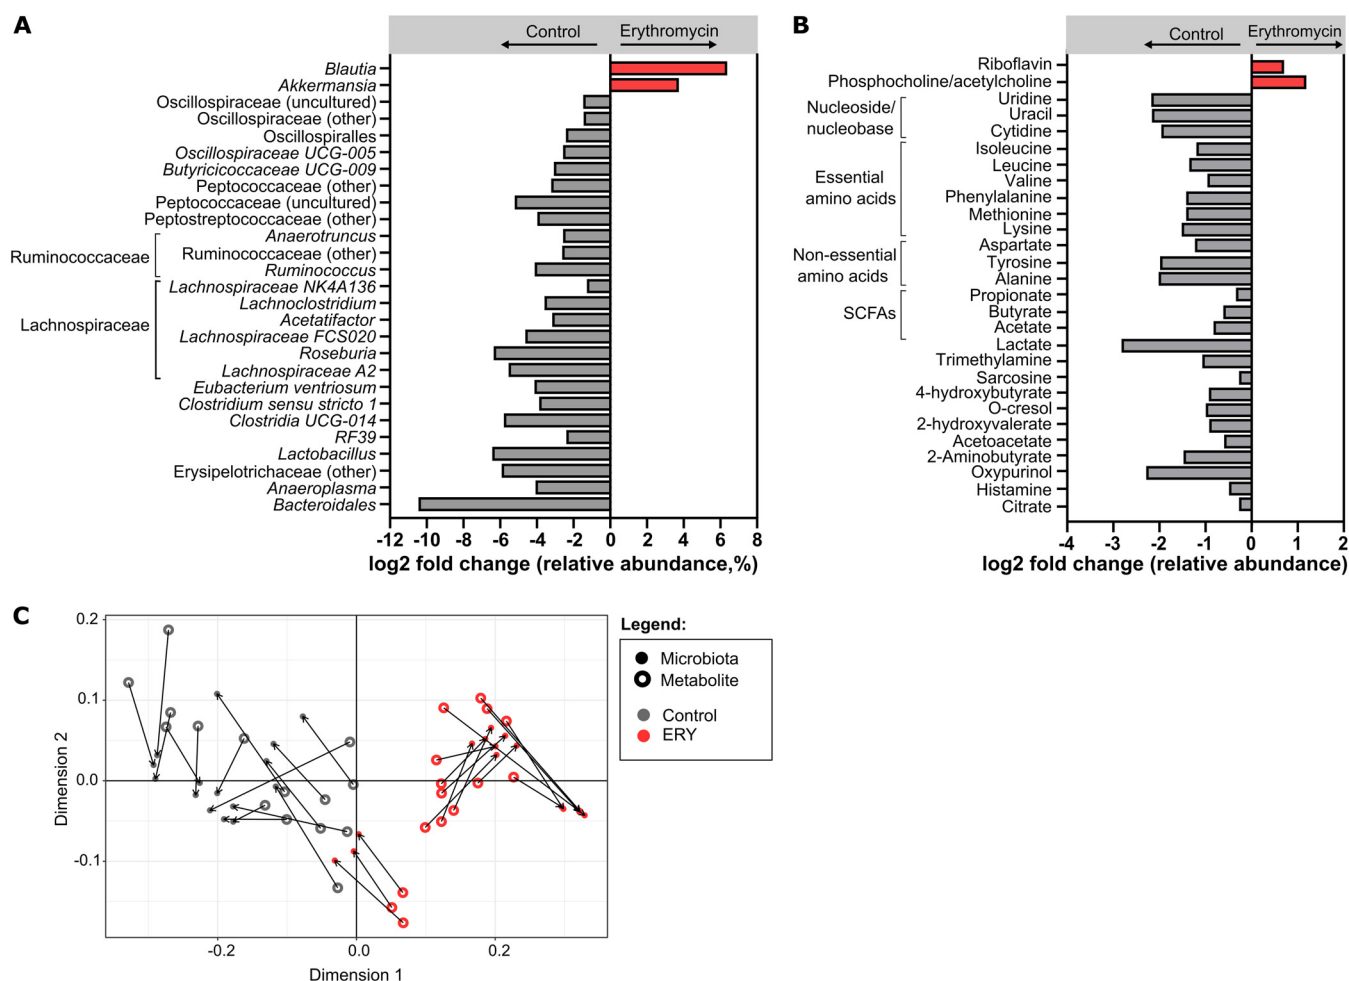 A
Control
Erythromycin
Blautia
Akkermansia
Oscillospiraceae (uncultured)
Oscillospiraceae (other)
Oscillospiralles
Oscillospiraceae UCG-005
Butyricicoccaceae UCG-009
Peptococcaceae (other)
Peptococcaceae (uncultured)
Peptostreptococcaceae (other)
Anaerotruncus
Ruminococcaceae
Ruminococcaceae (other)
Ruminococcus
Lachnospiraceae NK4A136
Lachnoclostridium
Acetatifactor
Lachnospiraceae
Lachnospiraceae FCS020
Roseburia
Lachnospiraceae A2
Eubacterium ventriosum
Clostridium sensu stricto 1
Clostridia UCG-014
RF39
Lactobacillus
Erysipelotrichaceae (other)
Anaeroplasma
Bacteroidales
-12 -10 -8 -6 -4 -2 0 2 4 6 8
log2 fold change (relative abundance,%)
B
Control
Erythromycin
Riboflavin
Phosphocholine/acetylcholine
Nucleoside/
nucleobase
Uridine
Uracil
Cytidine
Essential
amino acids
Isoleucine
Leucine
Valine
Phenylalanine
Methionine
Lysine
Non-essential
amino acids
Aspartate
Tyrosine
Alanine
SCFAs
Propionate
Butyrate
Acetate
Lactate
Trimethylamine
Sarcosine
4-hydroxybutyrate
O-cresol
2-hydroxyvalerate
Acetoacetate
2-Aminobutyrate
Oxypurinol
Histamine
Citrate
-4 -3 -2 -1 0 1 2
log2 fold change (relative abundance)
C
0.2
0.1
0.0
-0.1
Dimension 2
-0.2 0.0 0.2
Dimension 1
Legend:
Microbiota
Metabolite
Control
ERY